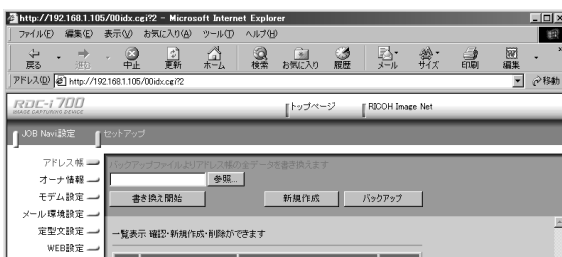 http://192.168.1.105/00idx.cgi?2 - Microsoft Internet Explorer
ファイル(F) 編集(E) 表示(V) お気に入り(A) ツール(T) ヘルプ(H)
戻る 進む 中止 更新 ホーム 検索 お気に入り 履歴 メール サイズ 印刷 編集 »
アドレス(D) http://192.168.1.105/00idx.cgi?2 移動
RDC-i 700
IMAGE CAPTURING DEVICE
トップページ RICOH Image Net
JOB Navi設定 セットアップ
アドレス帳
バックアップファイルよりアドレス帳の全データを書き換えます
オーナ情報
参照...
モデム設定
書き換え開始 新規作成 バックアップ
メール環境設定
定型文設定
一覧表示 確認・新規作成・削除ができます
WEB設定